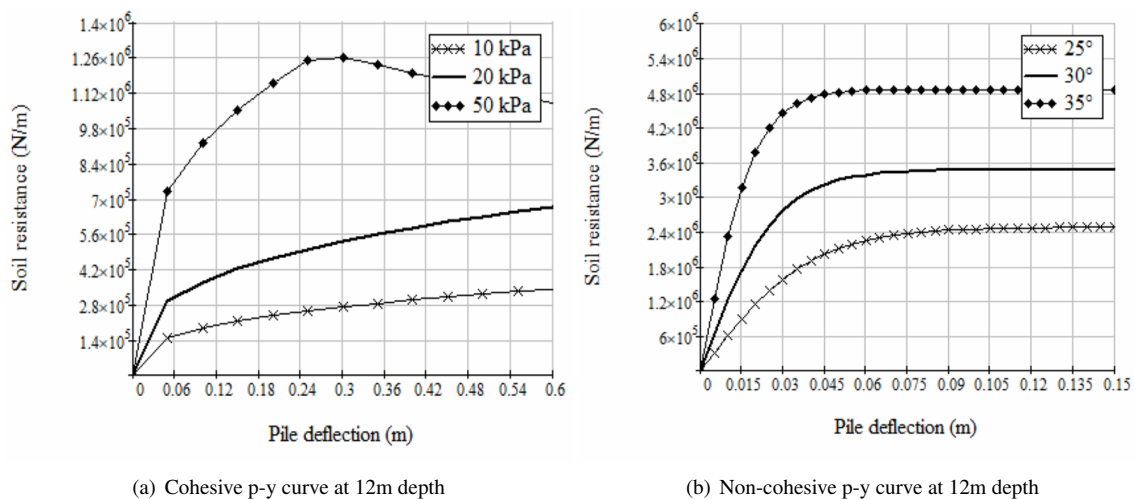 1.4×10⁶
1.26×10⁶
1.12×10⁶
9.8×10⁵
8.4×10⁵
7×10⁵
5.6×10⁵
4.2×10⁵
2.8×10⁵
1.4×10⁵
Soil resistance (N/m)
10 kPa
20 kPa
50 kPa
0 0.06 0.12 0.18 0.24 0.3 0.36 0.42 0.48 0.54 0.6
Pile deflection (m)
(a) Cohesive p-y curve at 12m depth
6×10⁶
5.4×10⁶
4.8×10⁶
4.2×10⁶
3.6×10⁶
3×10⁶
2.4×10⁶
1.8×10⁶
1.2×10⁶
6×10⁵
Soil resistance (N/m)
25°
30°
35°
0 0.015 0.03 0.045 0.06 0.075 0.09 0.105 0.12 0.135 0.15
Pile deflection (m)
(b) Non-cohesive p-y curve at 12m depth